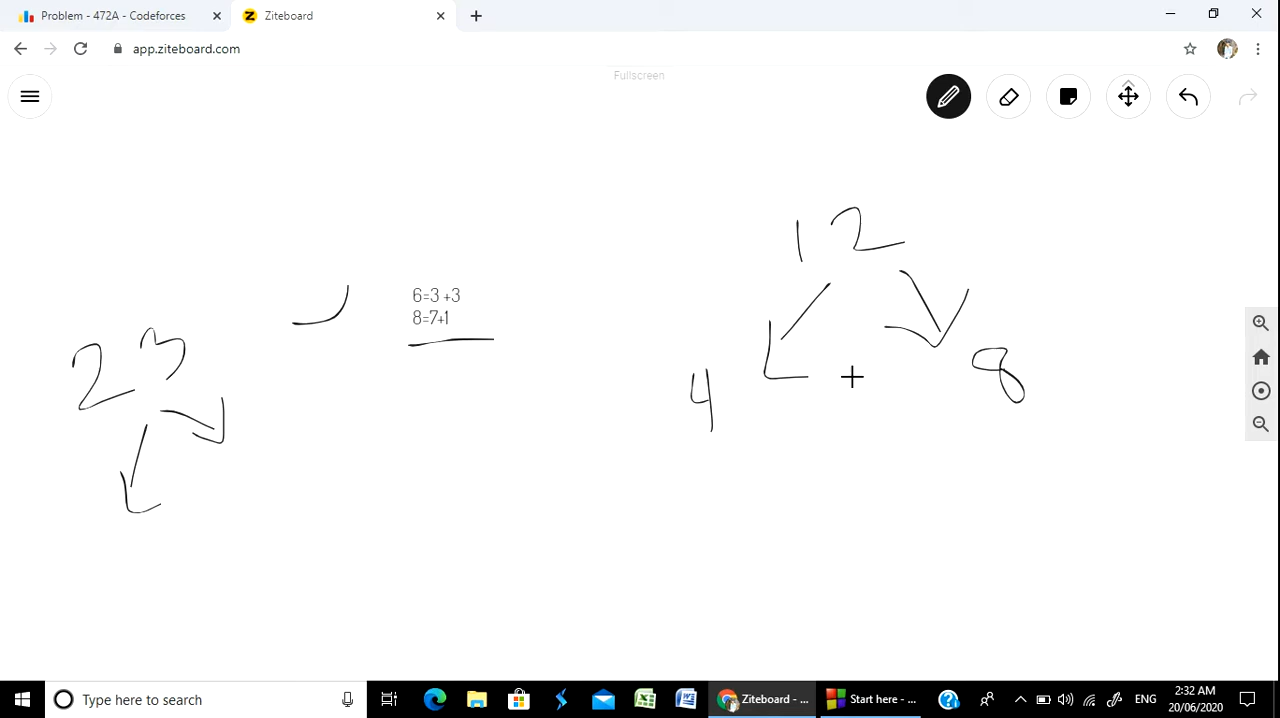 Problem - 472A - Codeforces
Ziteboard
app.ziteboard.com
Fullscreen
12
6=3 +3
8=7+1
23
4 + 8
Type here to search
Ziteboard - ...
Start here - ...
ENG
2:32 AM
20/06/2020